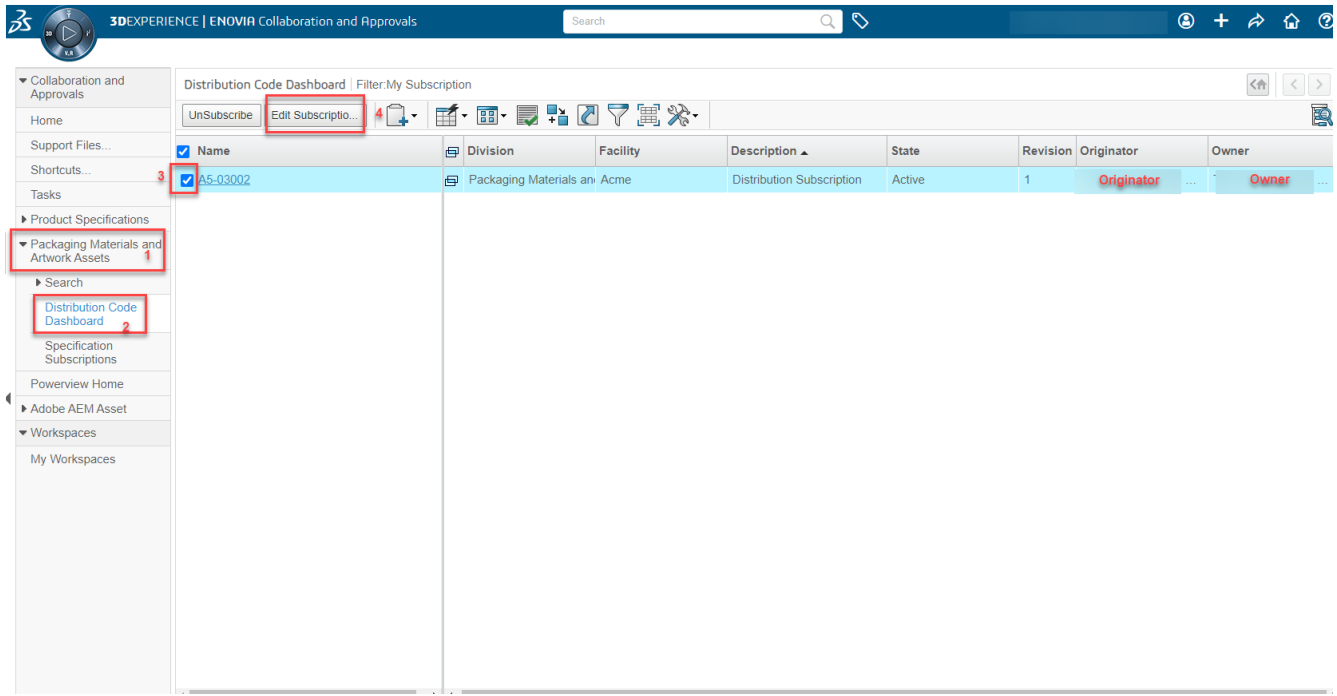 3DEXPERIENCE | ENOVIA Collaboration and Approvals
Search
3D
V.R
Collaboration and
Approvals
Home
Support Files...
Shortcuts...
Tasks
Product Specifications
Packaging Materials and
Artwork Assets
1
Search
Distribution Code
Dashboard
2
Specification
Subscriptions
Powerview Home
Adobe AEM Asset
Workspaces
My Workspaces
Distribution Code Dashboard | Filter:My Subscription
UnSubscribe
Edit Subscriptio...
4
Name
Division
Facility
Description
State
Revision
Originator
Owner
3
A5-03002
Packaging Materials an
Acme
Distribution Subscription
Active
1
Originator
...
Owner
...